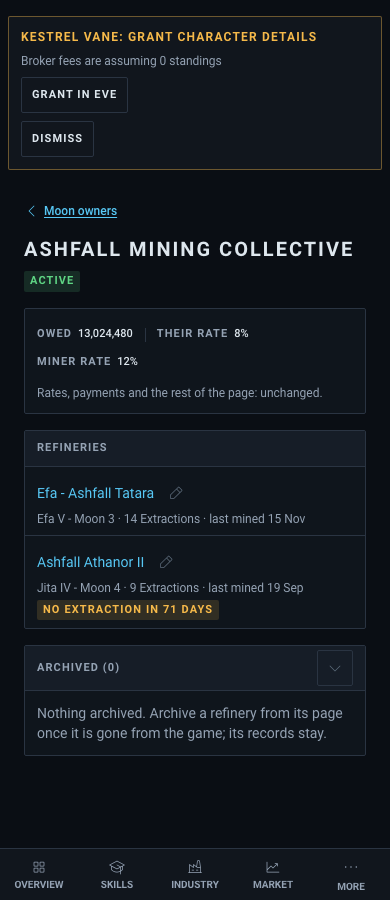 KESTREL VANE: GRANT CHARACTER DETAILS
Broker fees are assuming 0 standings
GRANT IN EVE
DISMISS
Moon owners
ASHFALL MINING COLLECTIVE
ACTIVE
OWED 13,024,480 THEIR RATE 8%
MINER RATE 12%
Rates, payments and the rest of the page: unchanged.
REFINERIES
Efa - Ashfall Tatara
Efa V - Moon 3 · 14 Extractions · last mined 15 Nov
Ashfall Athanor II
Jita IV - Moon 4 · 9 Extractions · last mined 19 Sep
NO EXTRACTION IN 71 DAYS
ARCHIVED (0)
Nothing archived. Archive a refinery from its page
once it is gone from the game; its records stay.
OVERVIEW SKILLS INDUSTRY MARKET MORE